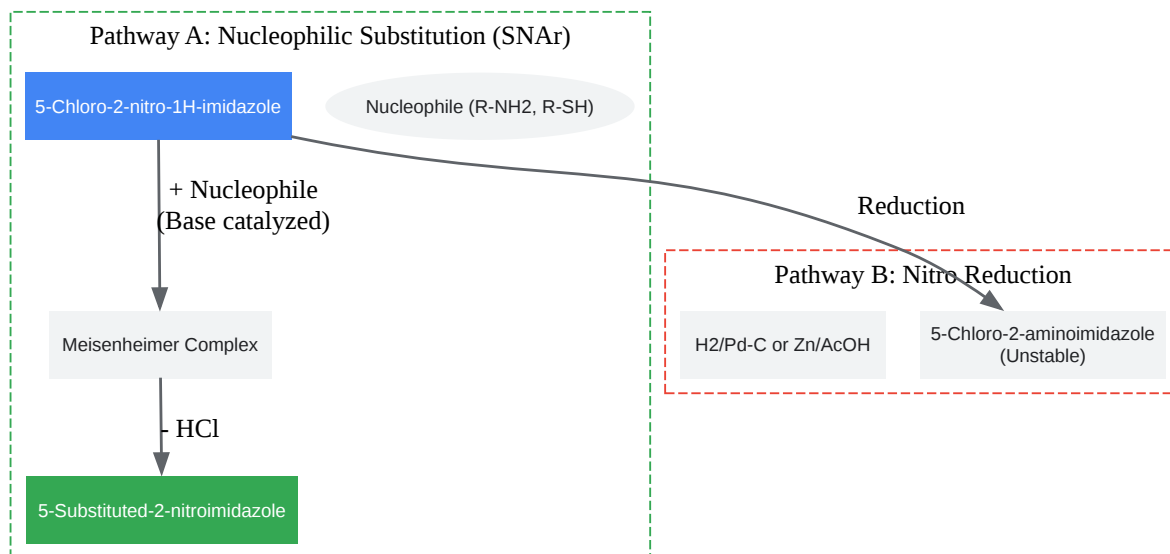 Pathway A: Nucleophilic Substitution (SNAr)
5-Chloro-2-nitro-1H-imidazole
Nucleophile (R-NH2, R-SH)
+ Nucleophile
(Base catalyzed)
Reduction
Pathway B: Nitro Reduction
Meisenheimer Complex
H2/Pd-C or Zn/AcOH
5-Chloro-2-aminoimidazole
(Unstable)
- HCl
5-Substituted-2-nitroimidazole